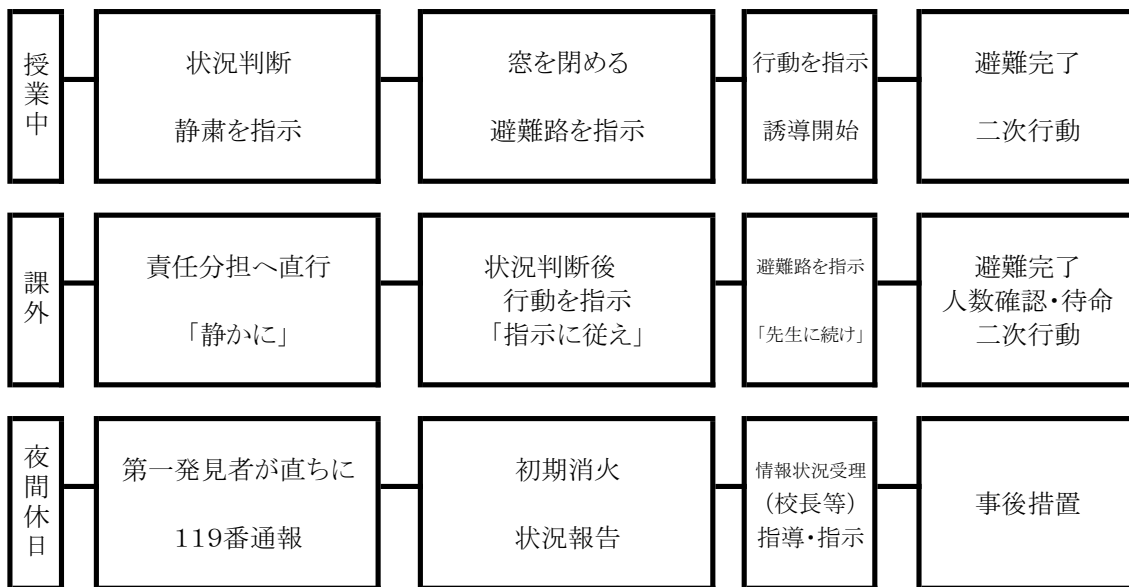 授業中
状況判断
静粛を指示
窓を閉める
避難路を指示
行動を指示
誘導開始
避難完了
二次行動
課外
責任分担へ直行
「静かに」
状況判断後
行動を指示
「指示に従え」
避難路を指示
「先生に続け」
避難完了
人数確認・待命
二次行動
夜間休日
第一発見者が直ちに
119番通報
初期消火
状況報告
情報状況受理
(校長等)
指導・指示
事後措置